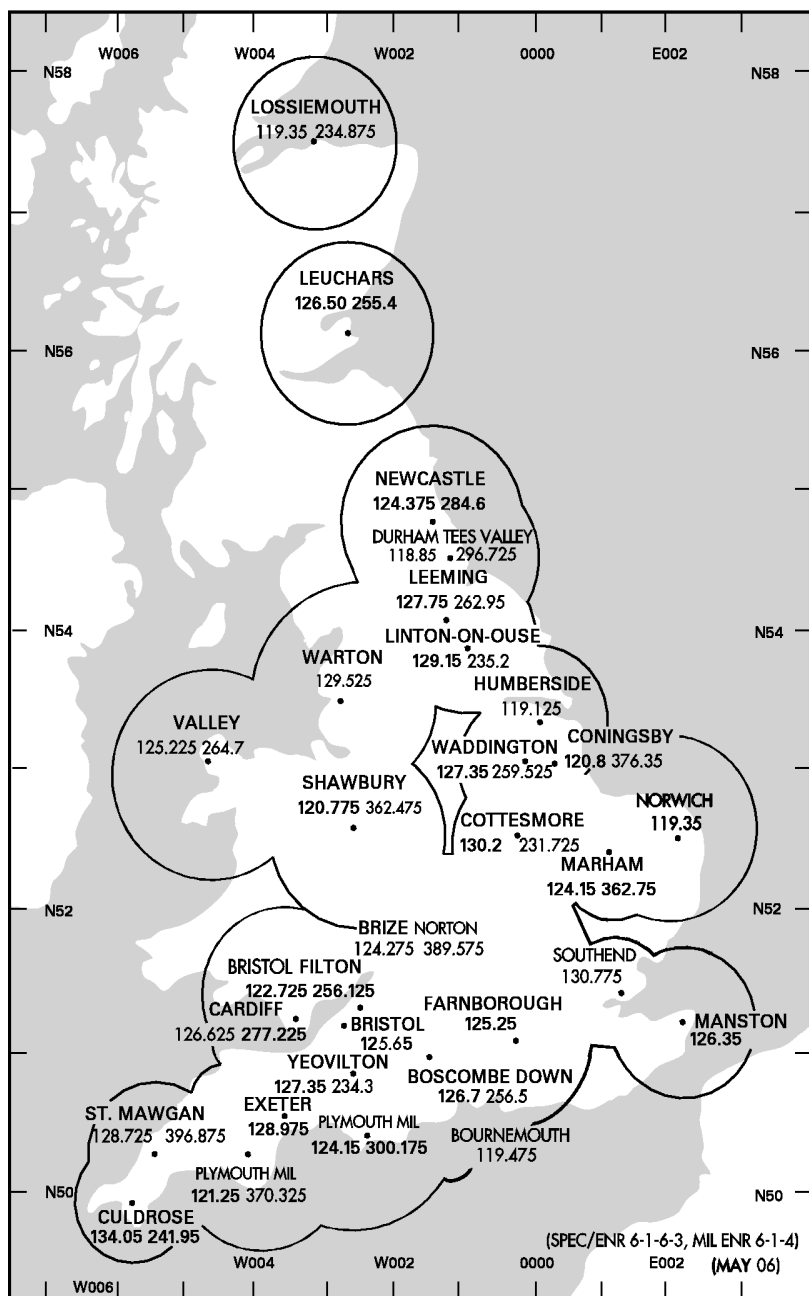 W006 W004 W002 0000 E002
N58 N58
LOSSIEMOUTH
119.35 234.875
LEUCHARS
126.50 255.4
N56 N56
NEWCASTLE
124.375 284.6
DURHAM TEES VALLEY
118.85 296.725
LEEMING
127.75 262.95
N54 N54
LINTON-ON-OUSE
129.15 235.2
WARTON
129.525
HUMBERSIDE
119.125
VALLEY
125.225 264.7
WADDINGTON
127.35 259.525
CONINGSBY
120.8 376.35
SHAWBURY
120.775 362.475
NORWICH
119.35
COTTESMORE
130.2 231.725
MARHAM
124.15 362.75
N52 N52
BRIZE NORTON
124.275 389.575
SOUTHEND
130.775
BRISTOL FILTON
122.725 256.125
CARDIFF
126.625 277.225
FARNBOROUGH
125.25
BRISTOL
125.65
MANSTON
126.35
YEOVILTON
127.35 234.3
BOSCOMBE DOWN
126.7 256.5
ST. MAWGAN
128.725 396.875
EXETER
128.975
PLYMOUTH MIL
124.15 300.175
BOURNEMOUTH
119.475
PLYMOUTH MIL
121.25 370.325
N50 N50
CULDROSE
134.05 241.95
(SPEC/ENR 6-1-6-3, MIL ENR 6-1-4)
(MAY 06)
W004 W002 0000 E002
W006